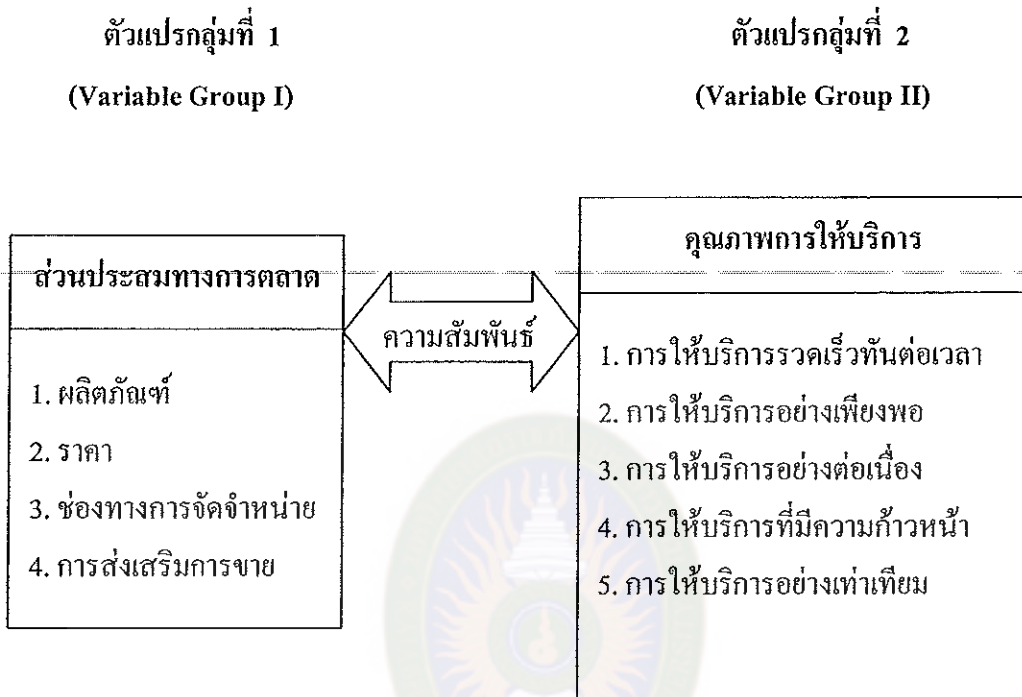 ตัวแปรกลุ่มที่ 1
(Variable Group I)
ตัวแปรกลุ่มที่ 2
(Variable Group II)
ส่วนประสมทางการตลาด
1. ผลิตภัณฑ์
2. ราคา
3. ช่องทางการจัดจำหน่าย
4. การส่งเสริมการขาย
ความสัมพันธ์
คุณภาพการให้บริการ
1. การให้บริการรวดเร็วทันต่อเวลา
2. การให้บริการอย่างเพียงพอ
3. การให้บริการอย่างต่อเนื่อง
4. การให้บริการที่มีความก้าวหน้า
5. การให้บริการอย่างเท่าเทียม